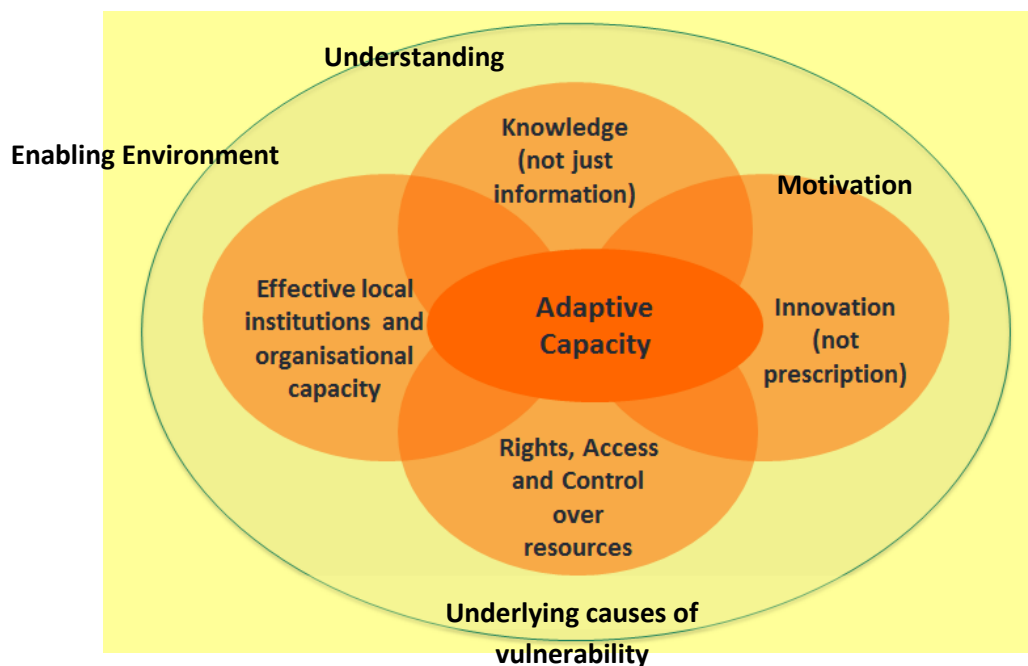 Understanding
Enabling Environment
Knowledge
(not just
information)
Motivation
Effective local
institutions and
organisational
capacity
Adaptive
Capacity
Innovation
(not
prescription)
Rights, Access
and Control
over
resources
Underlying causes of
vulnerability